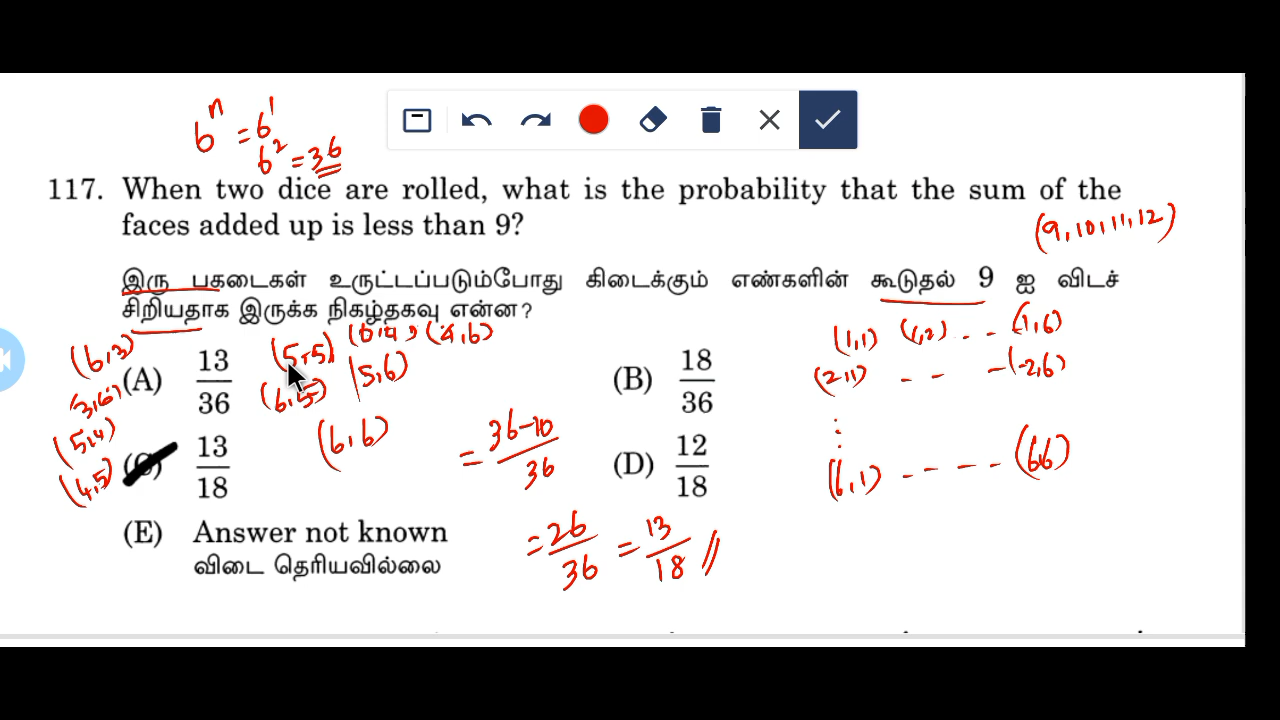 6ⁿ = 6¹
6² = 36
117. When two dice are rolled, what is the probability that the sum of the
faces added up is less than 9?
(9, 10, 11, 12)
இரு பகடைகள் உருட்டப்படும்போது கிடைக்கும் எண்களின் கூடுதல் 9 ஐ விடச்
சிறியதாக இருக்க நிகழ்தகவு என்ன?
(6,3) (5,5) (6,4) (4,6) (1,1) (1,2) .. - (1,6)
(A) 13/36 (5,6) (B) 18/36 (2,1) - - - (2,6)
(3,6) (6,5)
(5,4) (6,6) = 36-10/36
(4,5) (C) 13/18 (D) 12/18 (6,1) - - - - (6,6)
(E) Answer not known = 26/36 = 13/18 //
விடை தெரியவில்லை